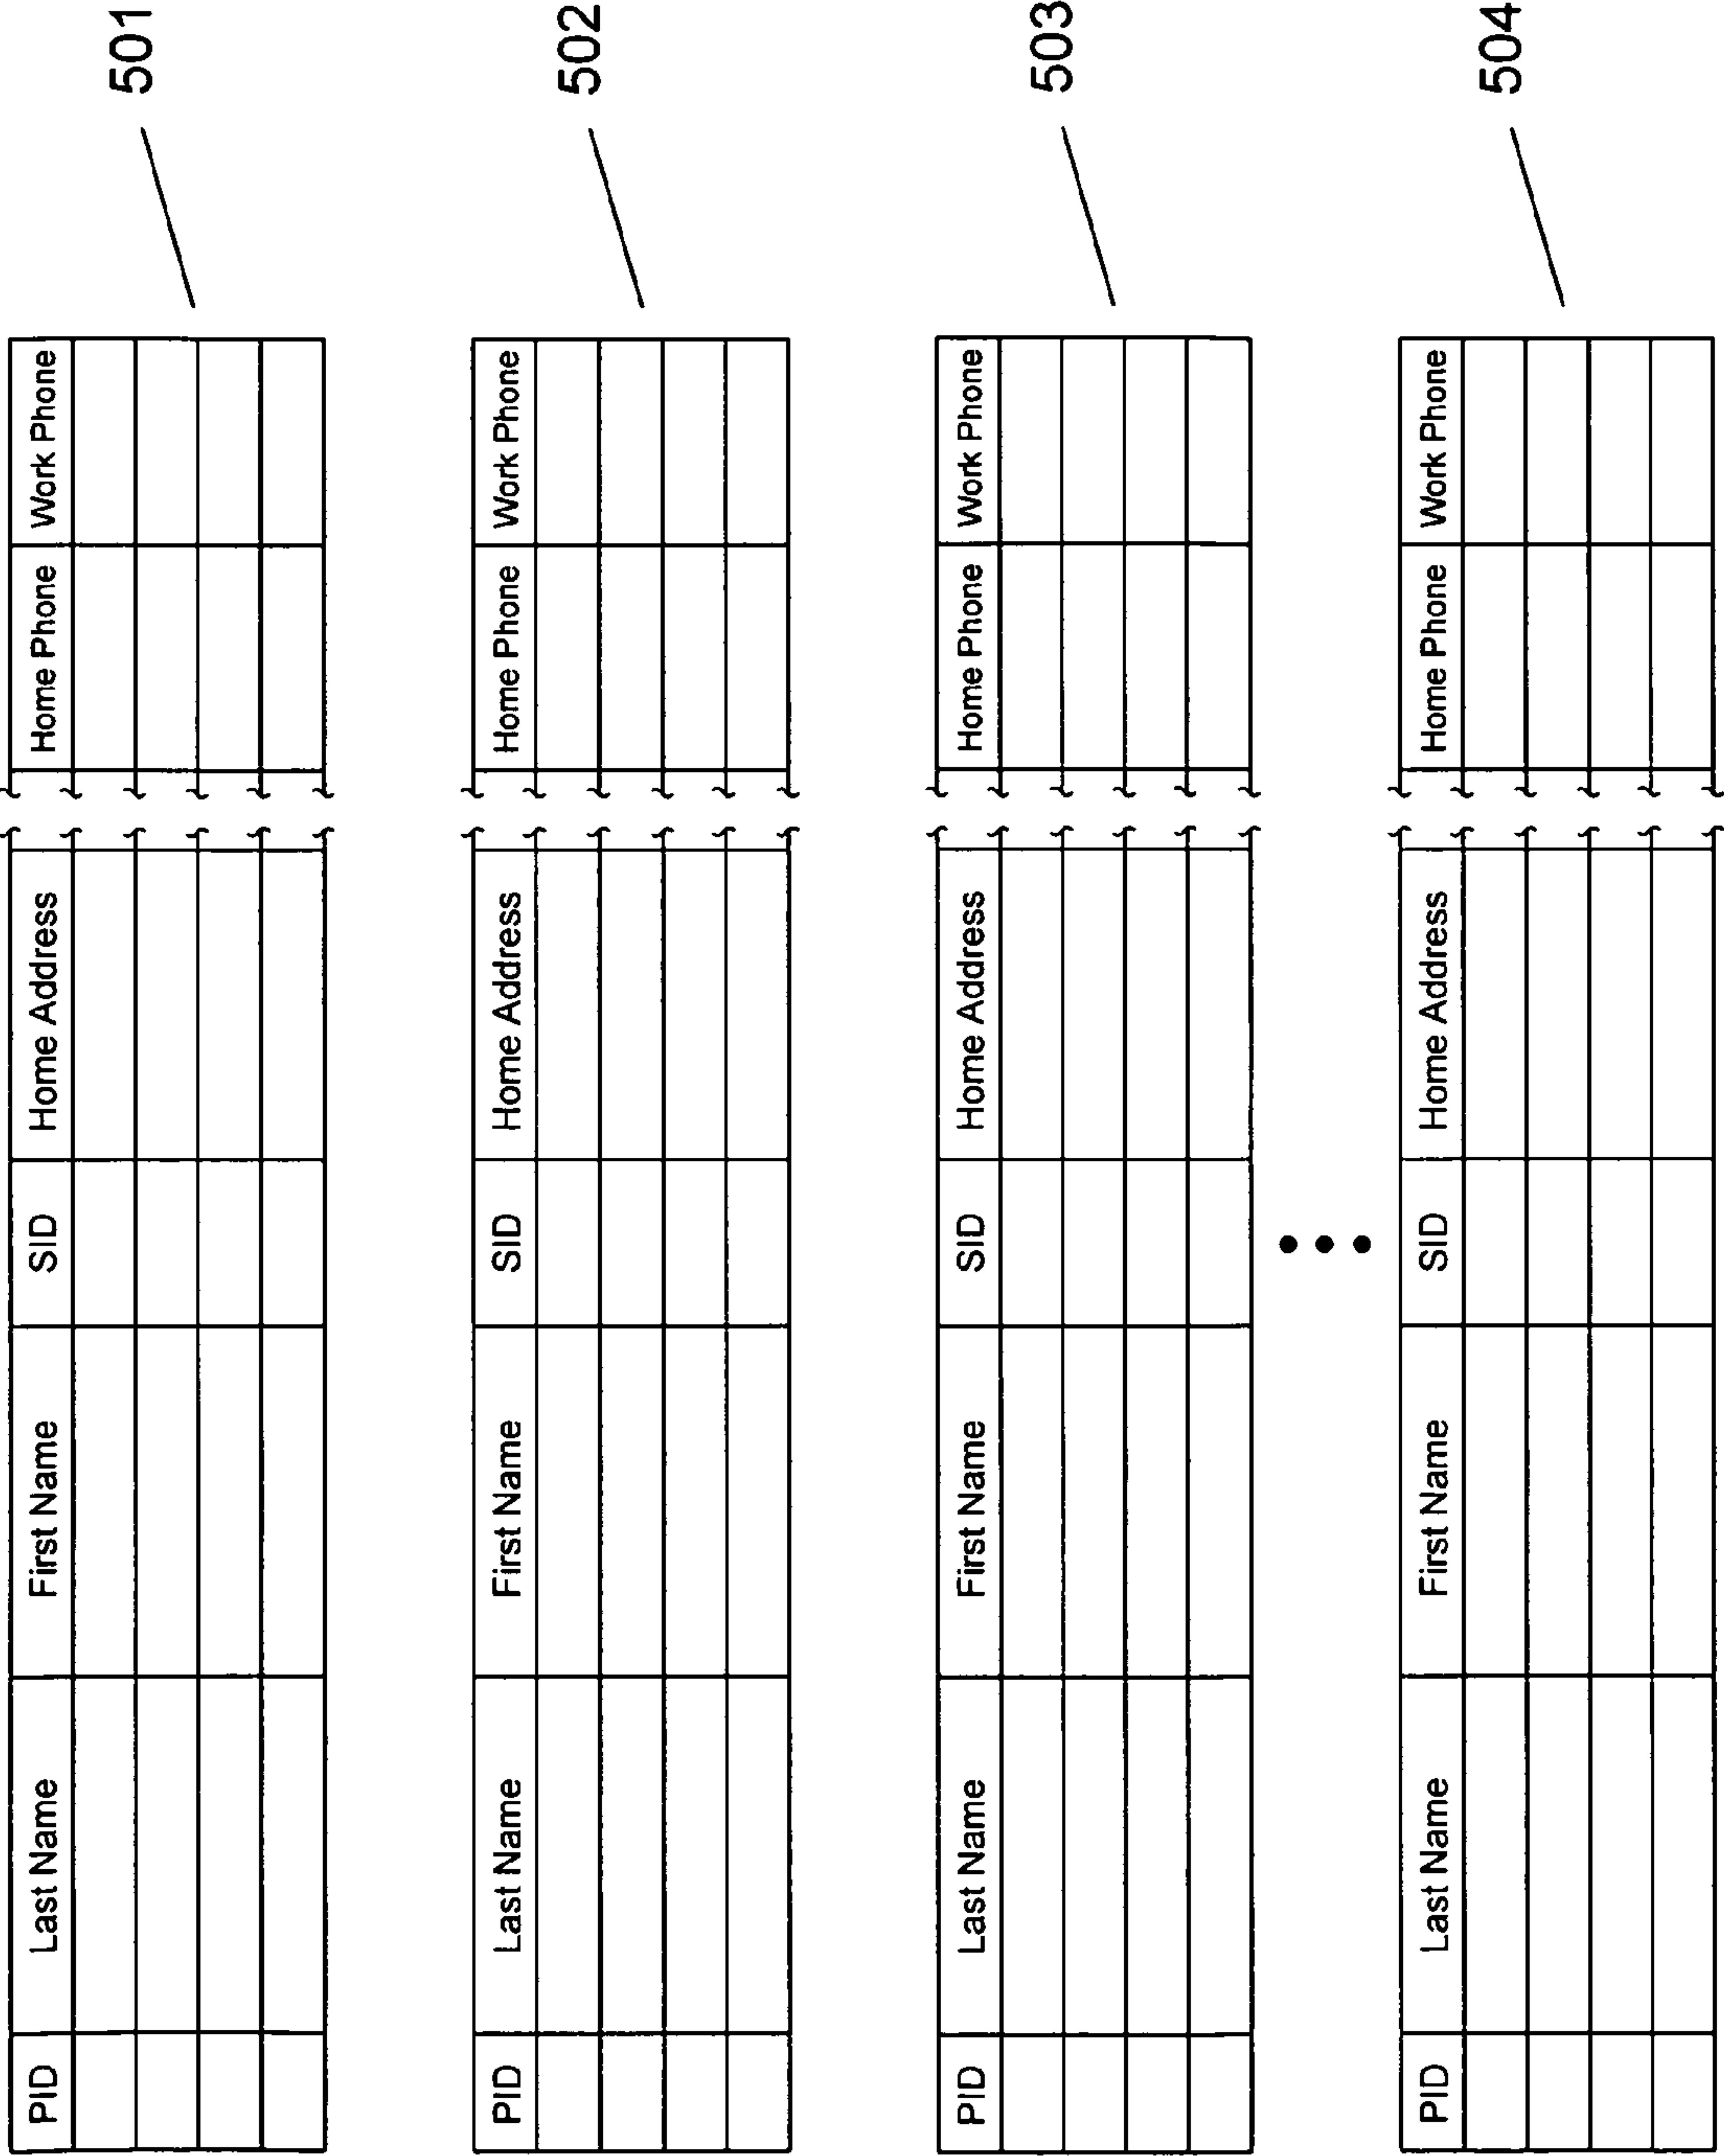 PID Last Name First Name SID Home Address Home Phone Work Phone
501
PID Last Name First Name SID Home Address Home Phone Work Phone
502
PID Last Name First Name SID Home Address Home Phone Work Phone
503
PID Last Name First Name SID Home Address Home Phone Work Phone
504